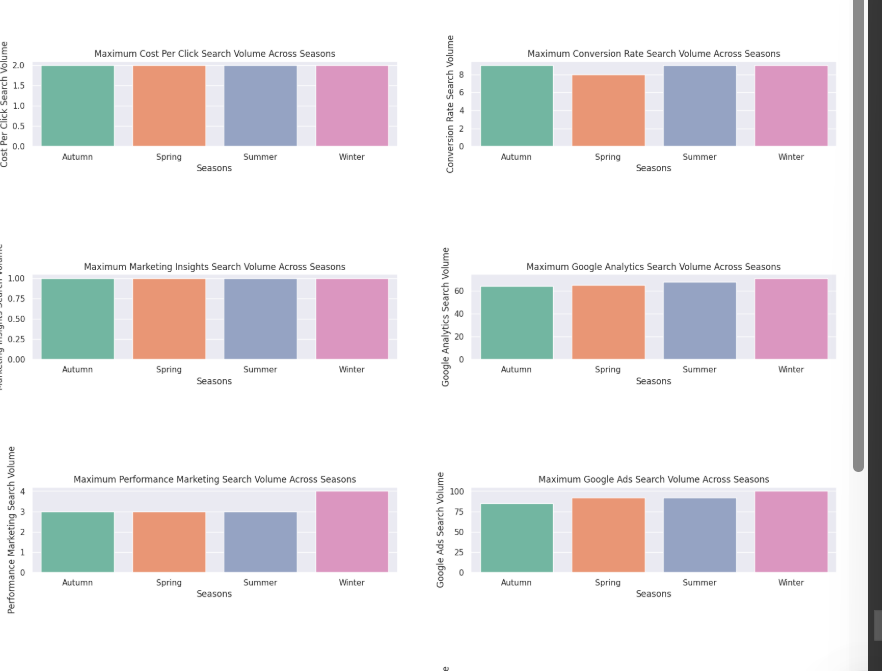 Maximum Cost Per Click Search Volume Across Seasons
Cost Per Click Search Volume
2.0
1.5
1.0
0.5
0.0
Autumn Spring Summer Winter
Seasons
Maximum Conversion Rate Search Volume Across Seasons
Conversion Rate Search Volume
8
6
4
2
0
Autumn Spring Summer Winter
Seasons
Maximum Marketing Insights Search Volume Across Seasons
Marketing Insights Search Volume
1.00
0.75
0.50
0.25
0.00
Autumn Spring Summer Winter
Seasons
Maximum Google Analytics Search Volume Across Seasons
Google Analytics Search Volume
60
40
20
0
Autumn Spring Summer Winter
Seasons
Maximum Performance Marketing Search Volume Across Seasons
Performance Marketing Search Volume
4
3
2
1
0
Autumn Spring Summer Winter
Seasons
Maximum Google Ads Search Volume Across Seasons
Google Ads Search Volume
100
75
50
25
0
Autumn Spring Summer Winter
Seasons